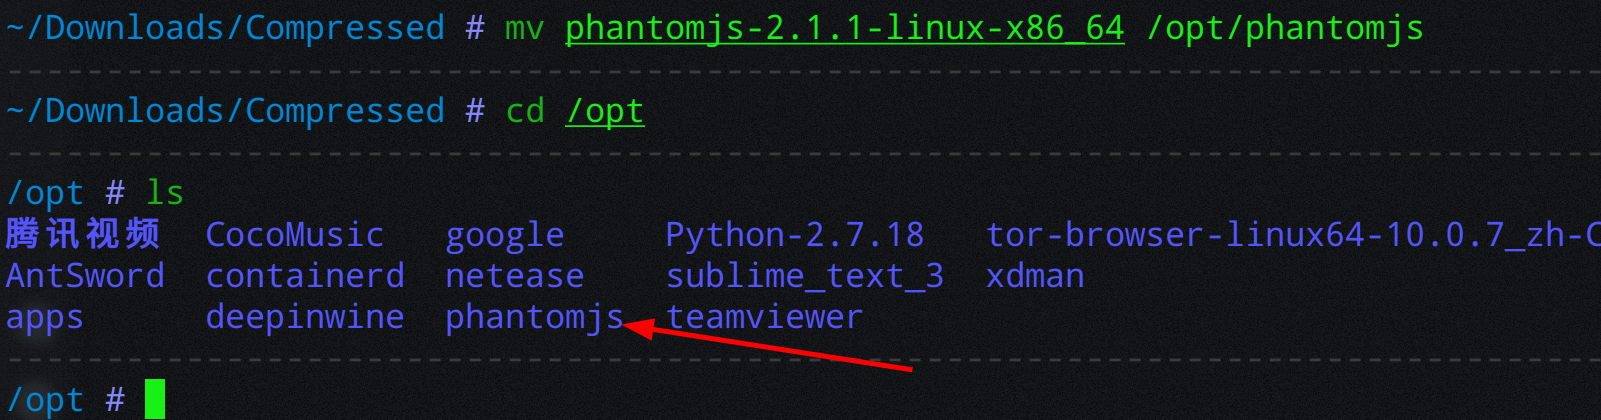 ~/Downloads/Compressed # mv phantomjs-2.1.1-linux-x86_64 /opt/phantomjs
~/Downloads/Compressed # cd /opt
/opt # ls
腾讯视频 CocoMusic google Python-2.7.18 tor-browser-linux64-10.0.7_zh-C
AntSword containerd netease sublime_text_3 xdman
apps deepinwine phantomjs teamviewer
/opt #